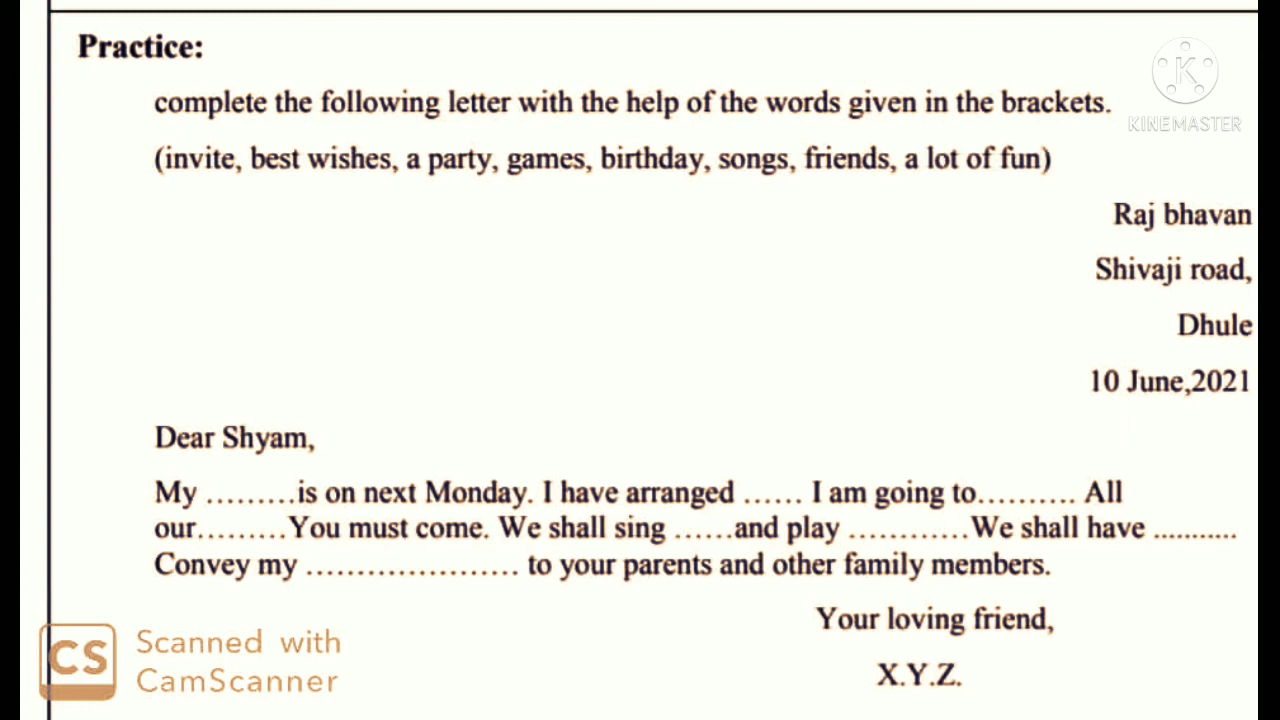 Practice:
complete the following letter with the help of the words given in the brackets.
(invite, best wishes, a party, games, birthday, songs, friends, a lot of fun)
Raj bhavan
Shivaji road,
Dhule
10 June,2021
Dear Shyam,
My .........is on next Monday. I have arranged ...... I am going to.......... All
our.........You must come. We shall sing ......and play ............We shall have ...........
Convey my ..................... to your parents and other family members.
Your loving friend,
X.Y.Z.
K
KINEMASTER
CS
Scanned with
CamScanner